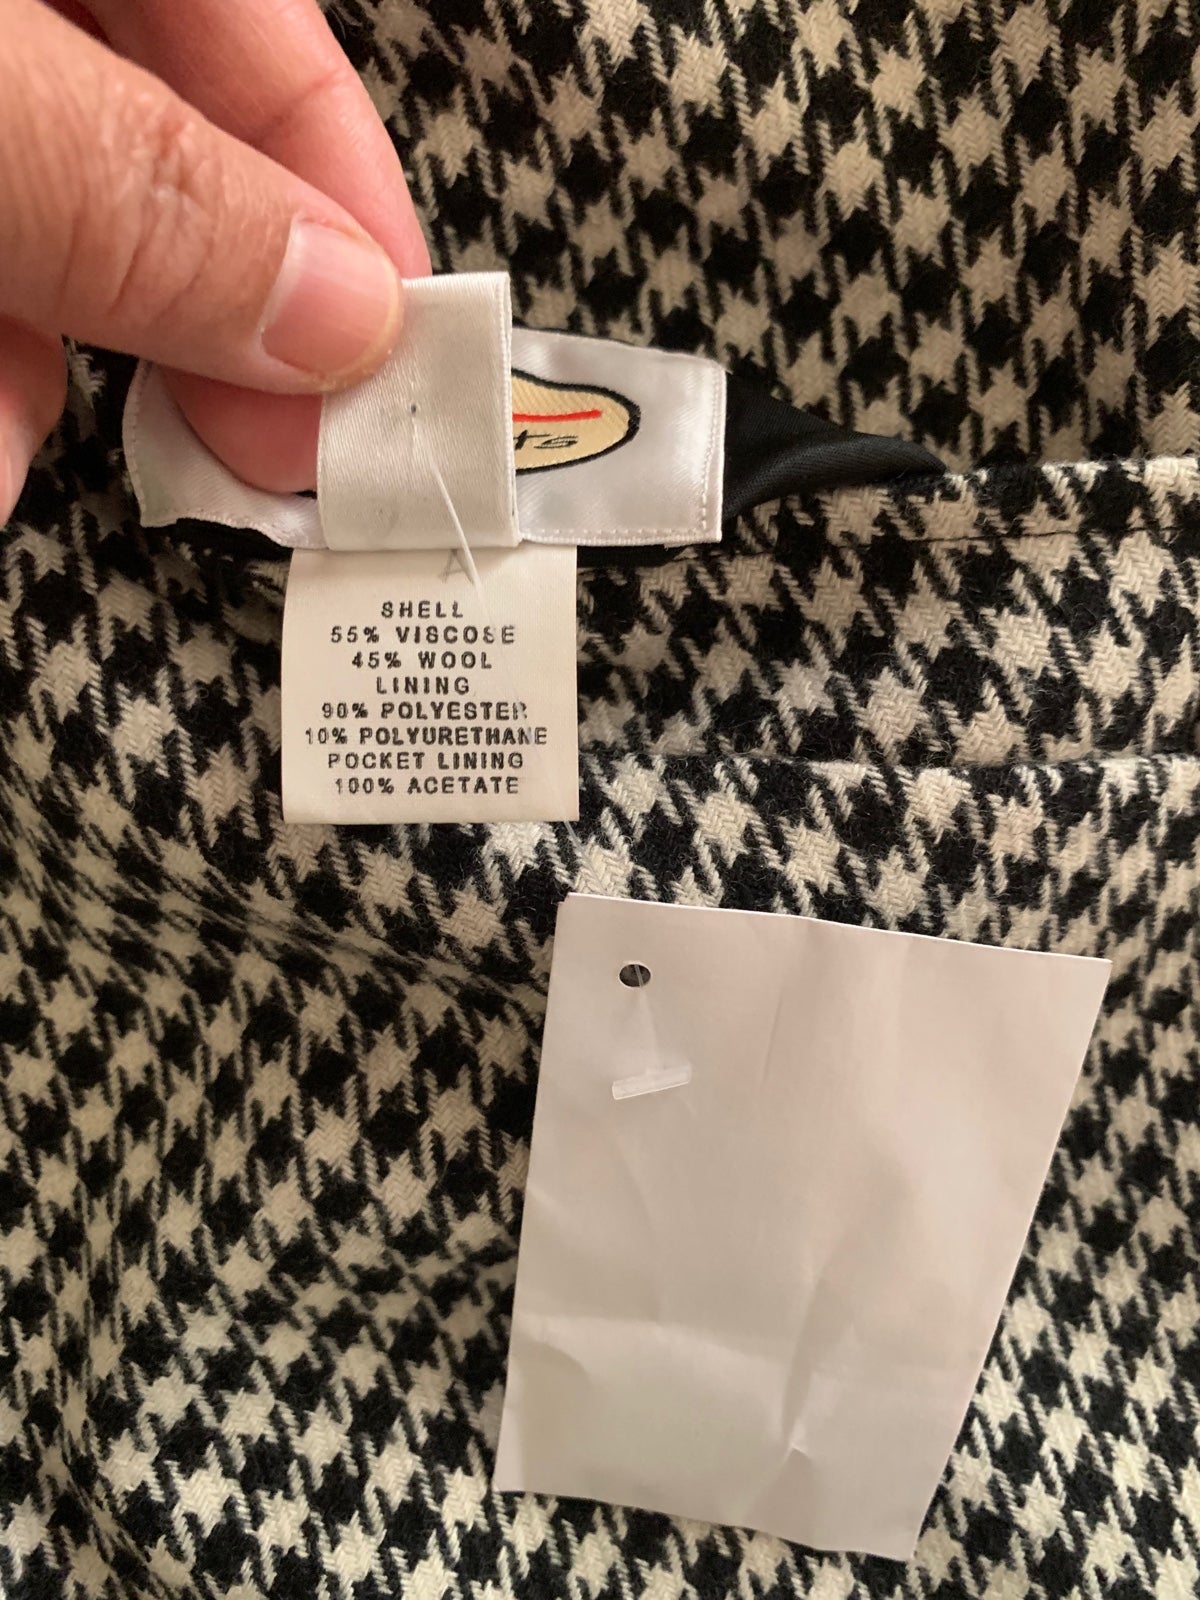 A
SHELL
55% VISCOSE
45% WOOL
LINING
90% POLYESTER
10% POLYURETHANE
POCKET LINING
100% ACETATE